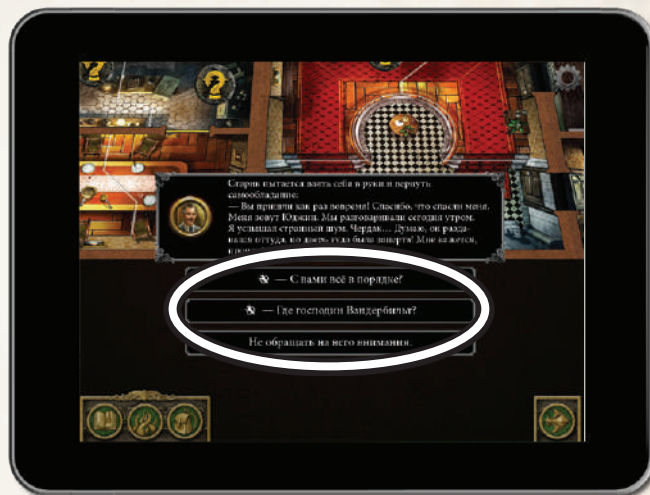 Старик пытается взять себя в руки и вернуть
самообладание:
— Вы пришли как раз вовремя! Спасибо, что спасли меня.
Меня зовут Юджин. Мы разговаривали сегодня утром.
Я услышал странный шум. Чердак… Думаю, он разда-
вался оттуда, но дверь туда была заперта! Мне кажется,
— С вами всё в порядке?
— Где господин Вандербильт?
Не обращать на него внимания.